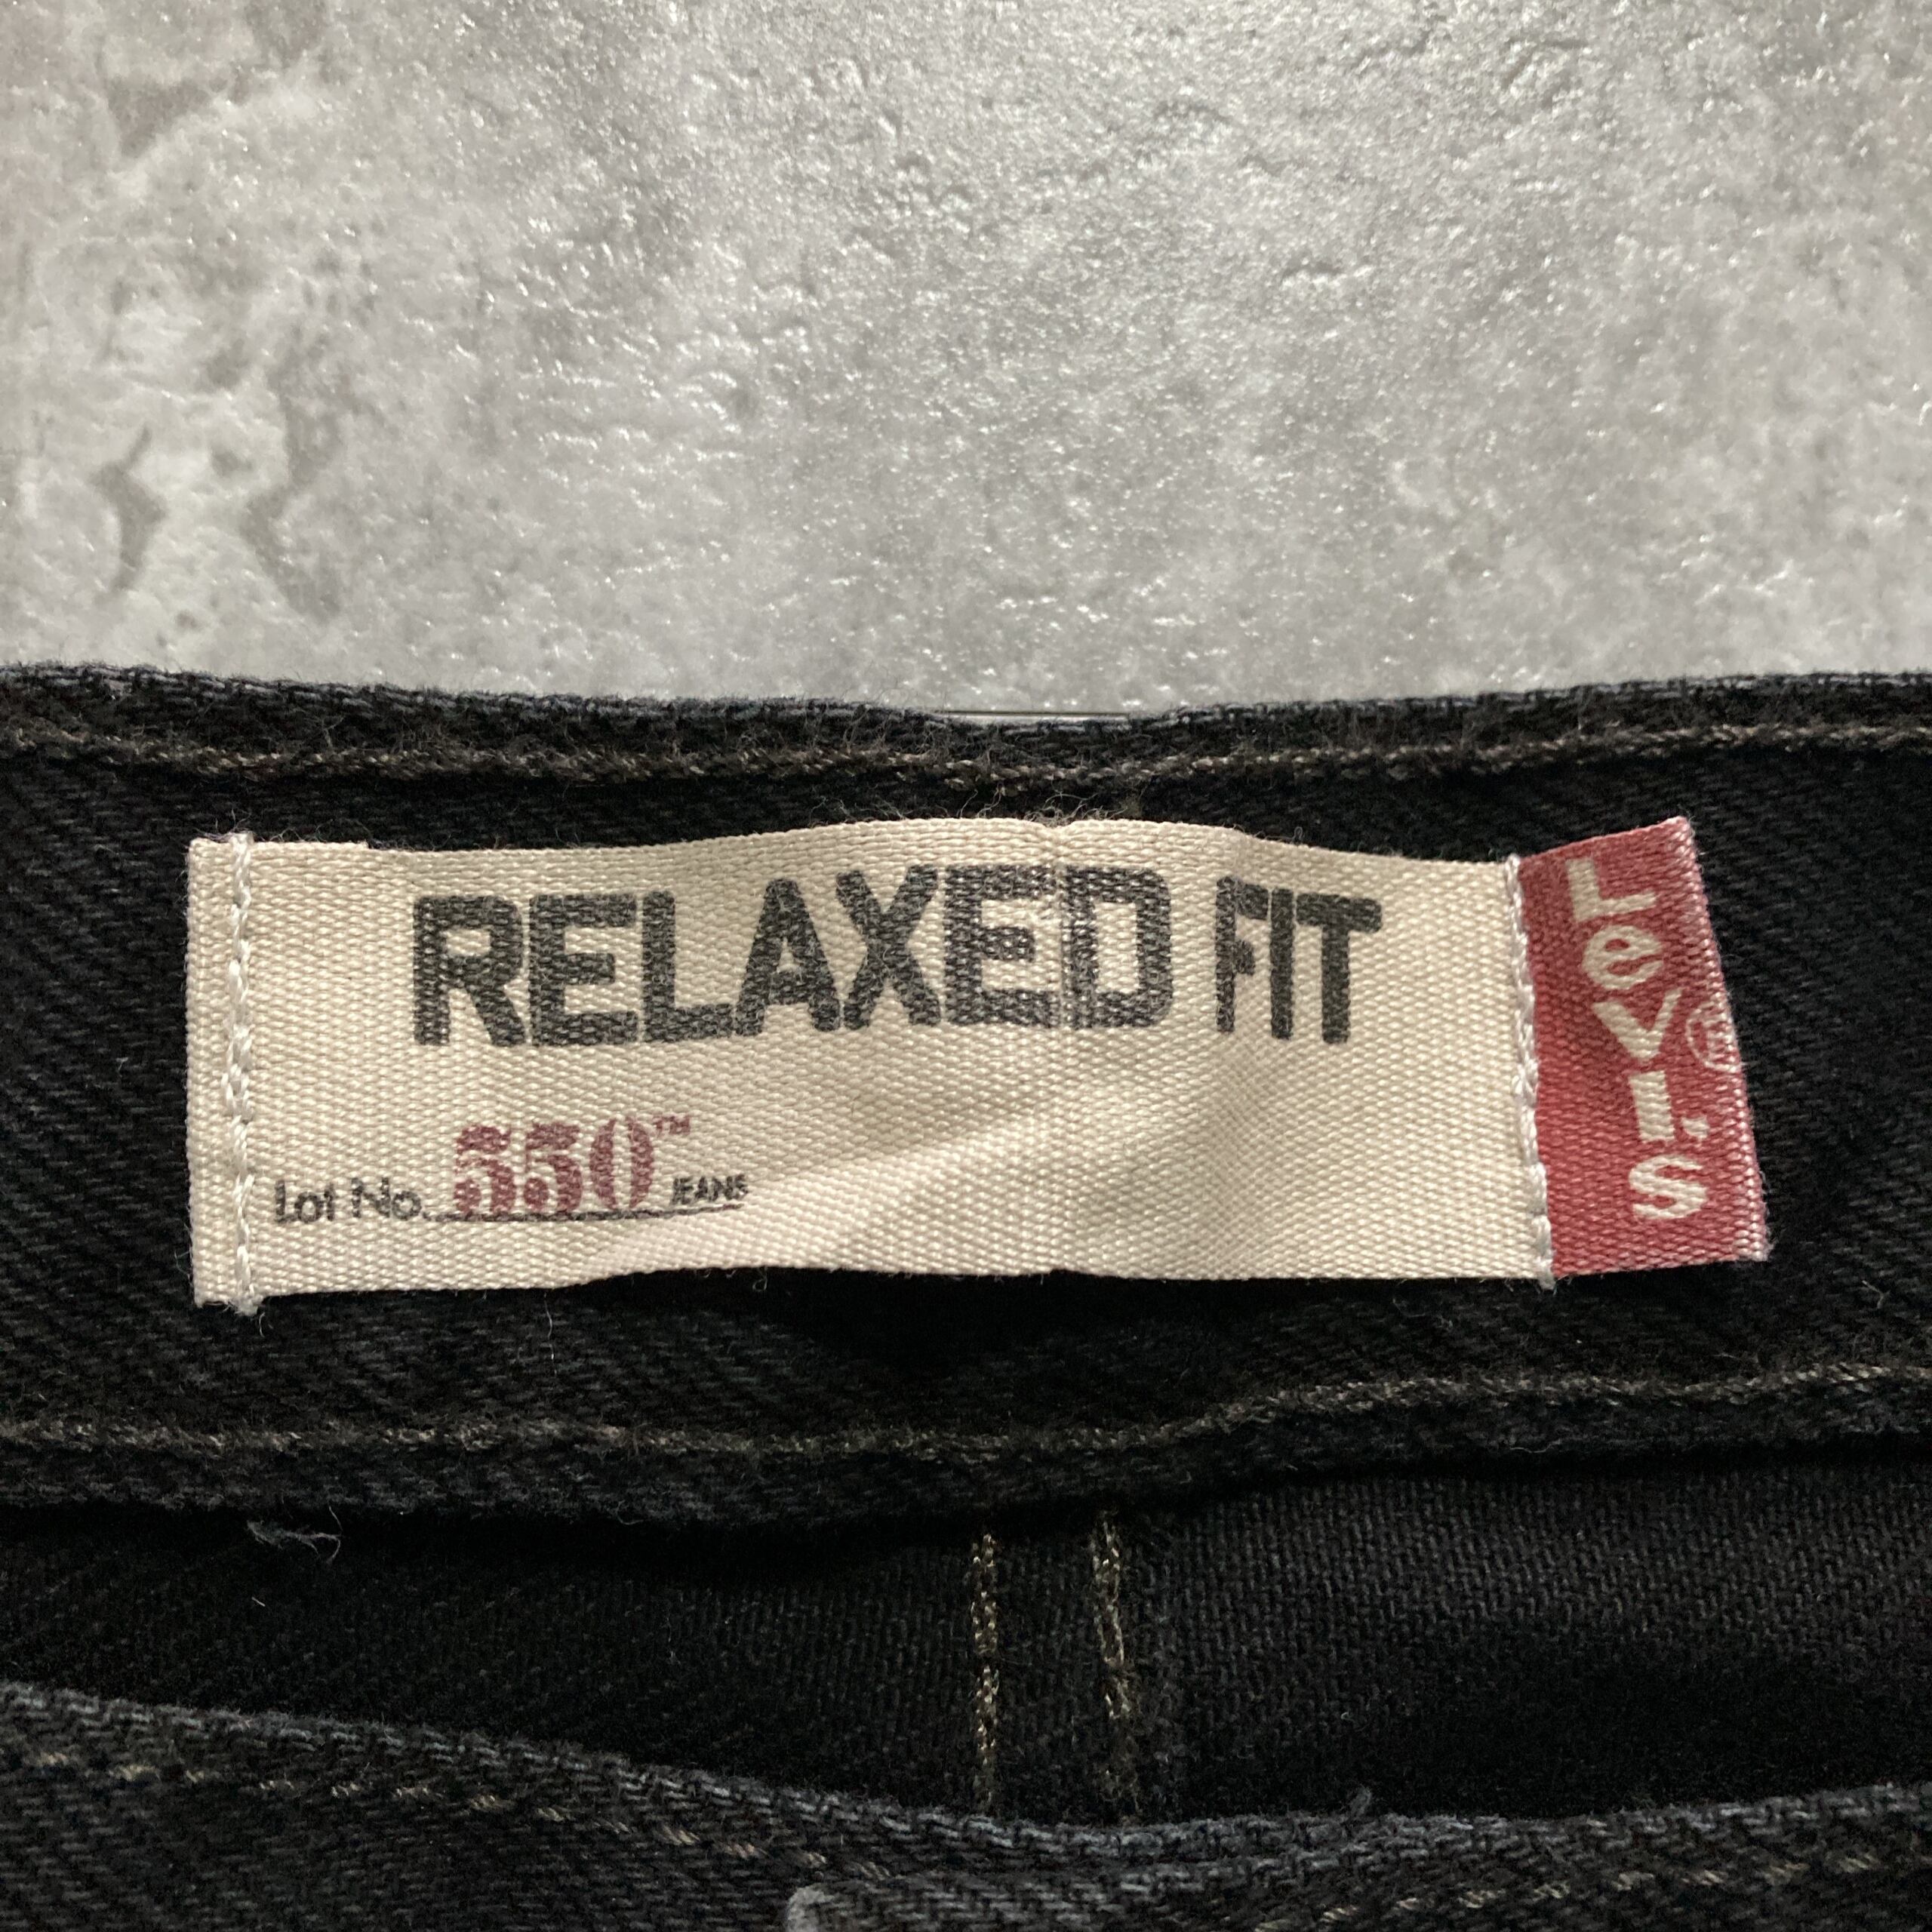 RELAXED FIT
Lot No. 550™ JEANS
LeVI'S®